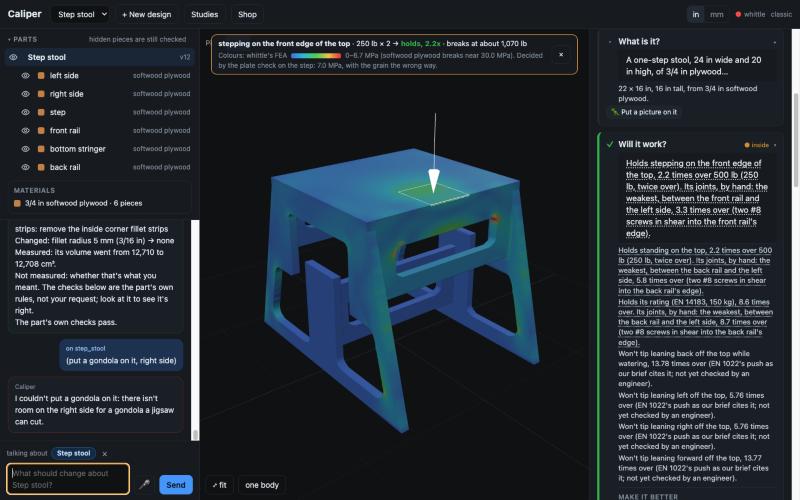 Caliper
Step stool
+ New design
Studies
Shop
in
mm
whittle
classic
PARTS
hidden pieces are still checked
Step stool
v12
left side
softwood plywood
right side
softwood plywood
step
softwood plywood
front rail
softwood plywood
bottom stringer
softwood plywood
back rail
softwood plywood
MATERIALS
3/4 in softwood plywood · 6 pieces
strips: remove the inside corner fillet strips
Changed: fillet radius 5 mm (3/16 in) → none
Measured: its volume went from 12,710 to
12,708 cm³.
Not measured: whether that's what you
meant. The checks below are the part's own
rules, not your request; look at it to see it's
right.
The part's own checks pass.
on step_stool
(put a gondola on it, right side)
Caliper
I couldn't put a gondola on it: there isn't
room on the right side for a gondola a jigsaw
can cut.
talking about
Step stool
×
What should change about
Step stool?
Send
stepping on the front edge of the top · 250 lb × 2 → holds, 2.2x · breaks at about 1,070 lb
Colours: whittle's FEA 0–6.7 MPa (softwood plywood breaks near 30.0 MPa). Decided
by the plate check on the step: 7.0 MPa, with the grain the wrong way.
×
fit
one body
What is it?
A one-step stool, 24 in wide and 20
in high, of 3/4 in plywood...
22 × 16 in, 16 in tall, from 3/4 in softwood
plywood.
Put a picture on it
Will it work?
inside
Holds stepping on the front edge of
the top, 2.2 times over 500 lb (250
lb, twice over). Its joints, by hand: the
weakest, between the front rail and
the left side, 3.3 times over (two #8
screws in shear into the front rail's
edge).
Holds standing on the top, 2.2 times over 500
lb (250 lb, twice over). Its joints, by hand: the
weakest, between the back rail and the left
side, 5.8 times over (two #8 screws in shear
into the back rail's edge).
Holds its rating (EN 14183, 150 kg), 8.6 times
over. Its joints, by hand: the weakest, between
the back rail and the left side, 8.7 times over
(two #8 screws in shear into the back rail's
edge).
Won't tip leaning back off the top while
watering, 13.78 times over (EN 1022's push as
our brief cites it; not yet checked by an
engineer).
Won't tip leaning left off the top, 5.76 times
over (EN 1022's push as our brief cites it; not
yet checked by an engineer).
Won't tip leaning right off the top, 5.76 times
over (EN 1022's push as our brief cites it; not
yet checked by an engineer).
Won't tip leaning forward off the top, 13.77
times over (EN 1022's push as our brief cites
it; not yet checked by an engineer).
MAKE IT BETTER